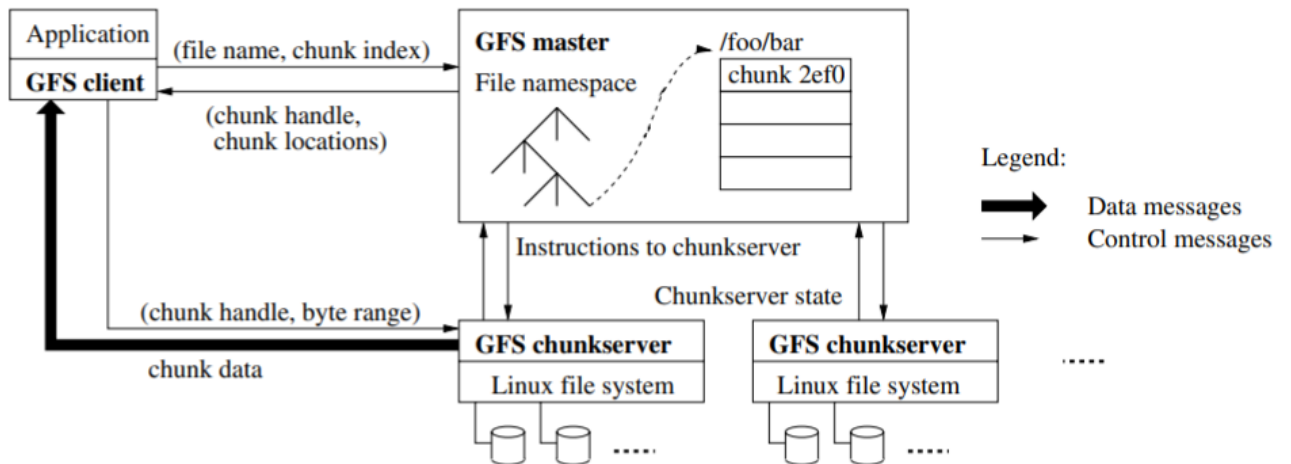 Application
GFS client
(file name, chunk index)
(chunk handle,
chunk locations)
GFS master
File namespace
/foo/bar
chunk 2ef0
Legend:
Data messages
Control messages
Instructions to chunkserver
Chunkserver state
(chunk handle, byte range)
chunk data
GFS chunkserver
Linux file system
GFS chunkserver
Linux file system